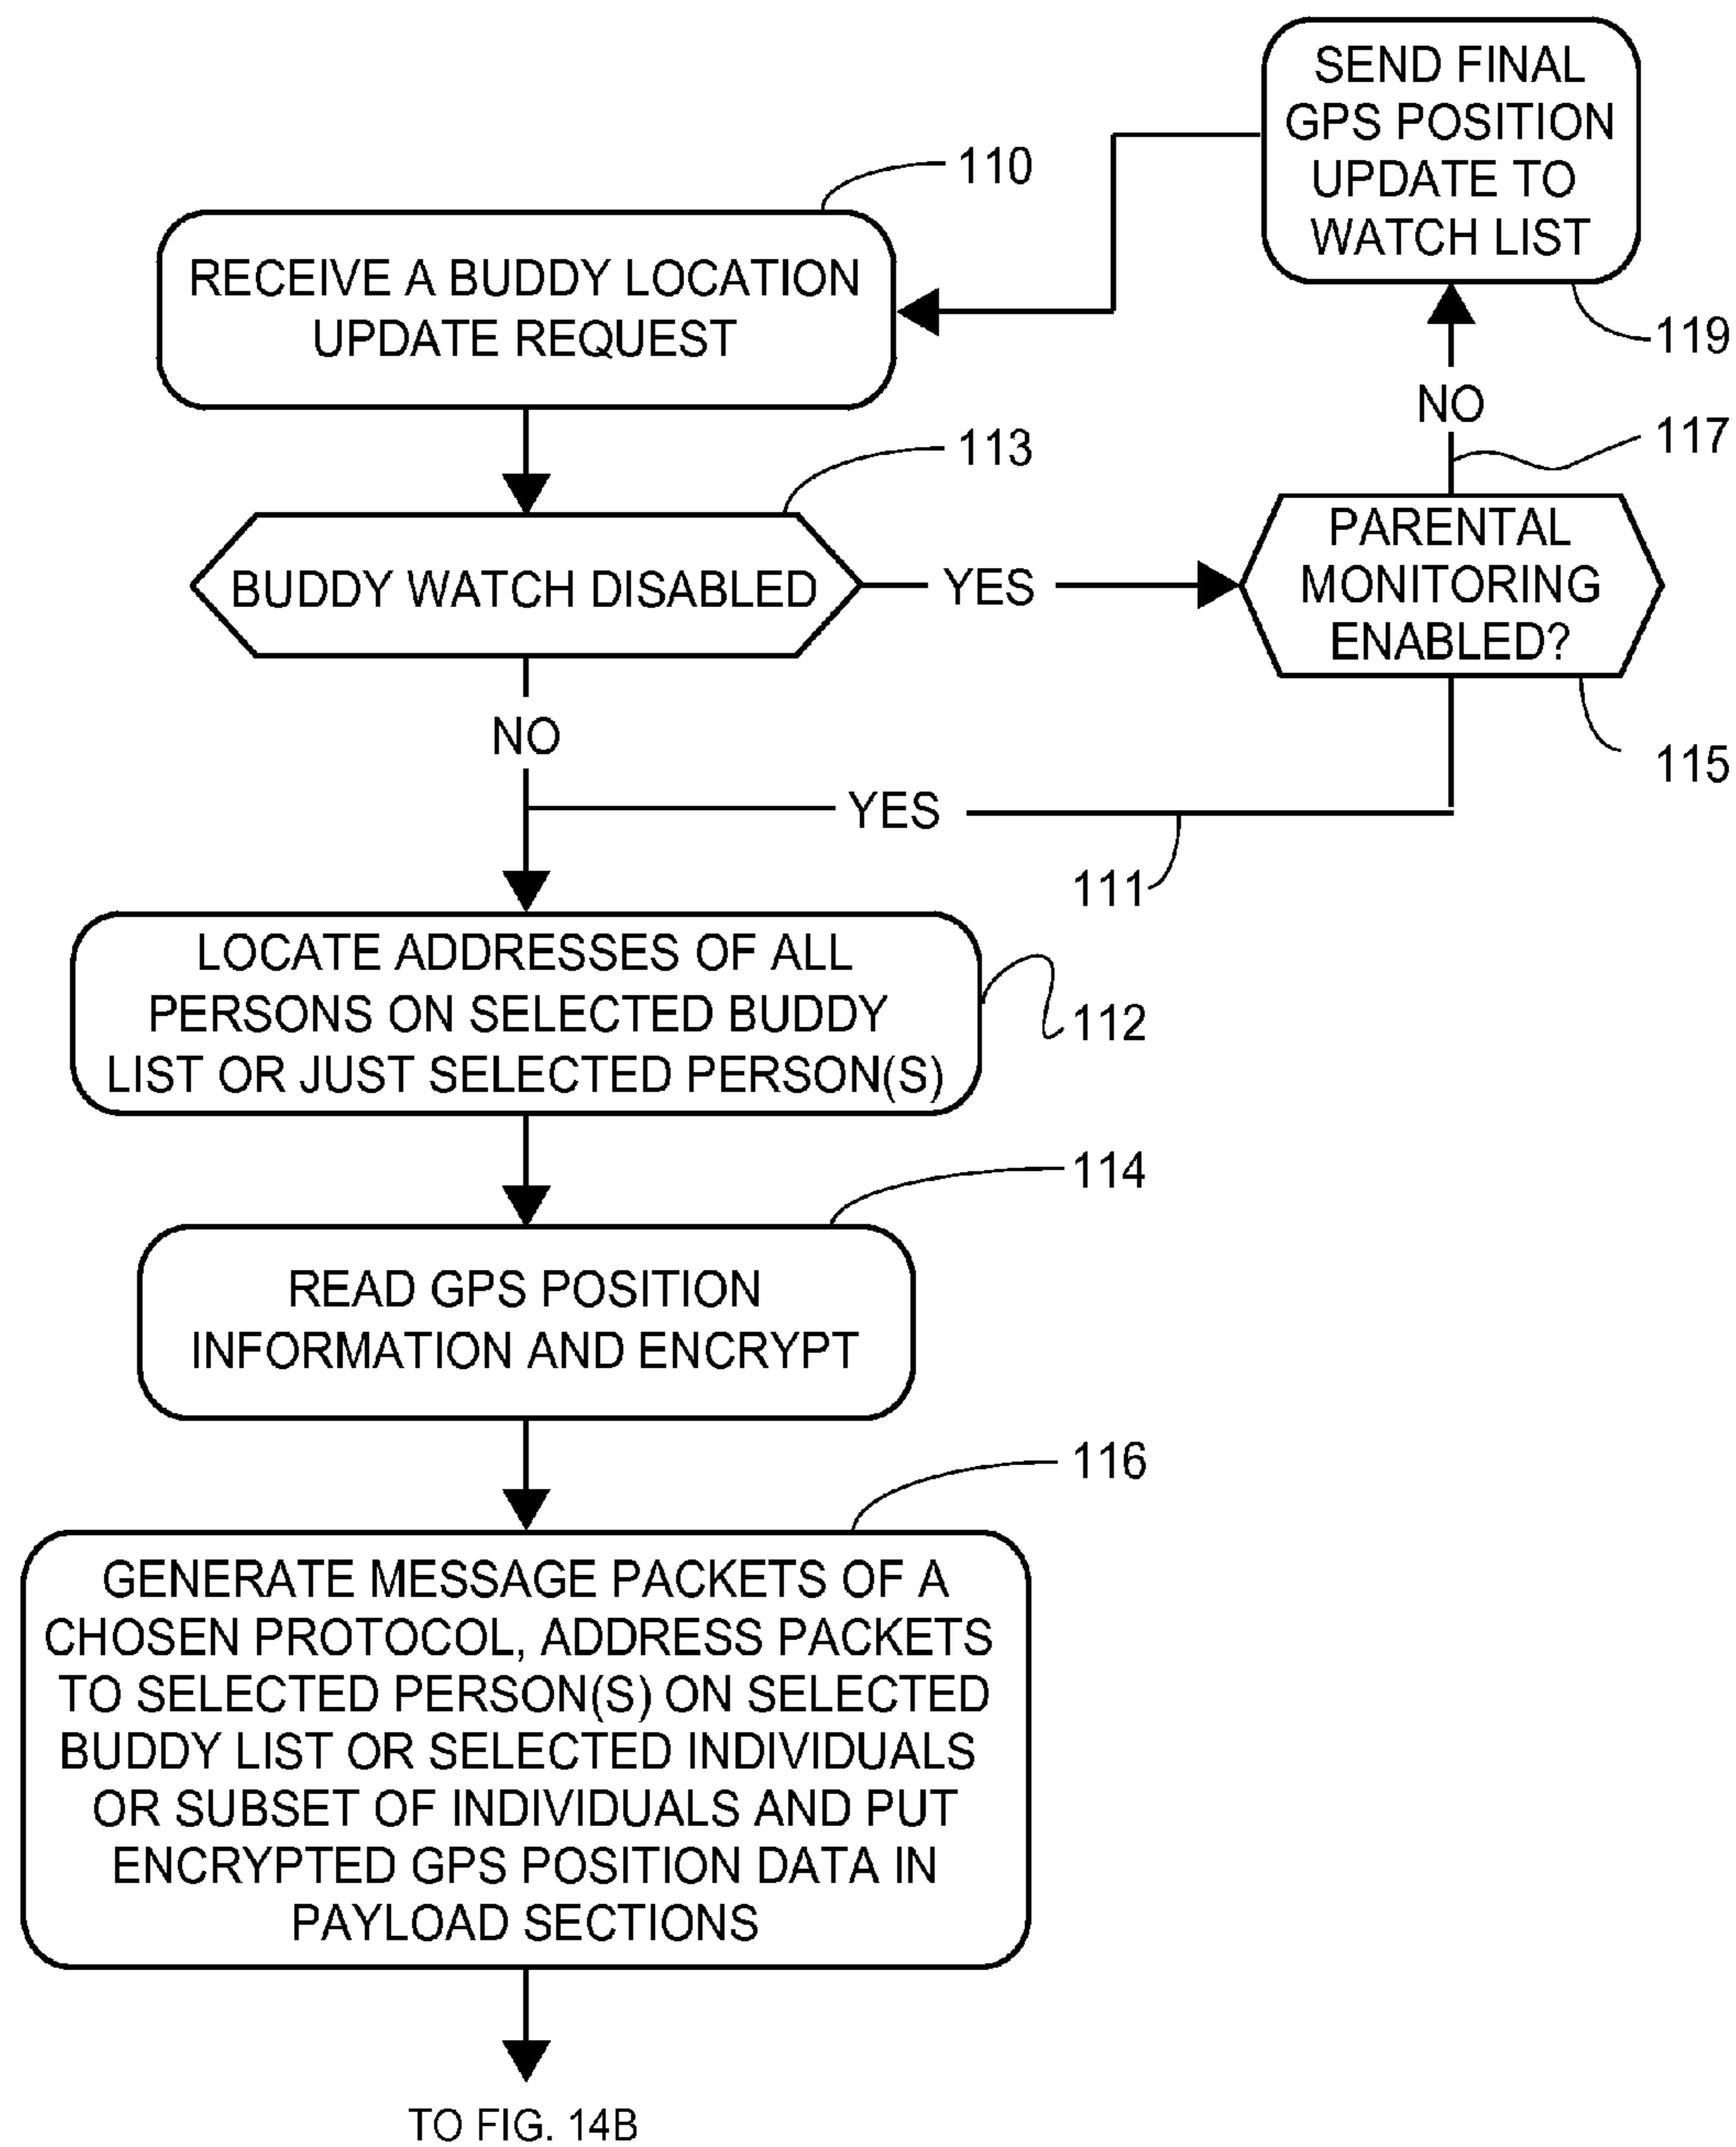 SEND FINAL
GPS POSITION
UPDATE TO
WATCH LIST
119
110
RECEIVE A BUDDY LOCATION
UPDATE REQUEST
NO
117
113
BUDDY WATCH DISABLED
YES
PARENTAL
MONITORING
ENABLED?
115
NO
YES
111
LOCATE ADDRESSES OF ALL
PERSONS ON SELECTED BUDDY
LIST OR JUST SELECTED PERSON(S)
112
114
READ GPS POSITION
INFORMATION AND ENCRYPT
116
GENERATE MESSAGE PACKETS OF A
CHOSEN PROTOCOL, ADDRESS PACKETS
TO SELECTED PERSON(S) ON SELECTED
BUDDY LIST OR SELECTED INDIVIDUALS
OR SUBSET OF INDIVIDUALS AND PUT
ENCRYPTED GPS POSITION DATA IN
PAYLOAD SECTIONS
TO FIG. 14B